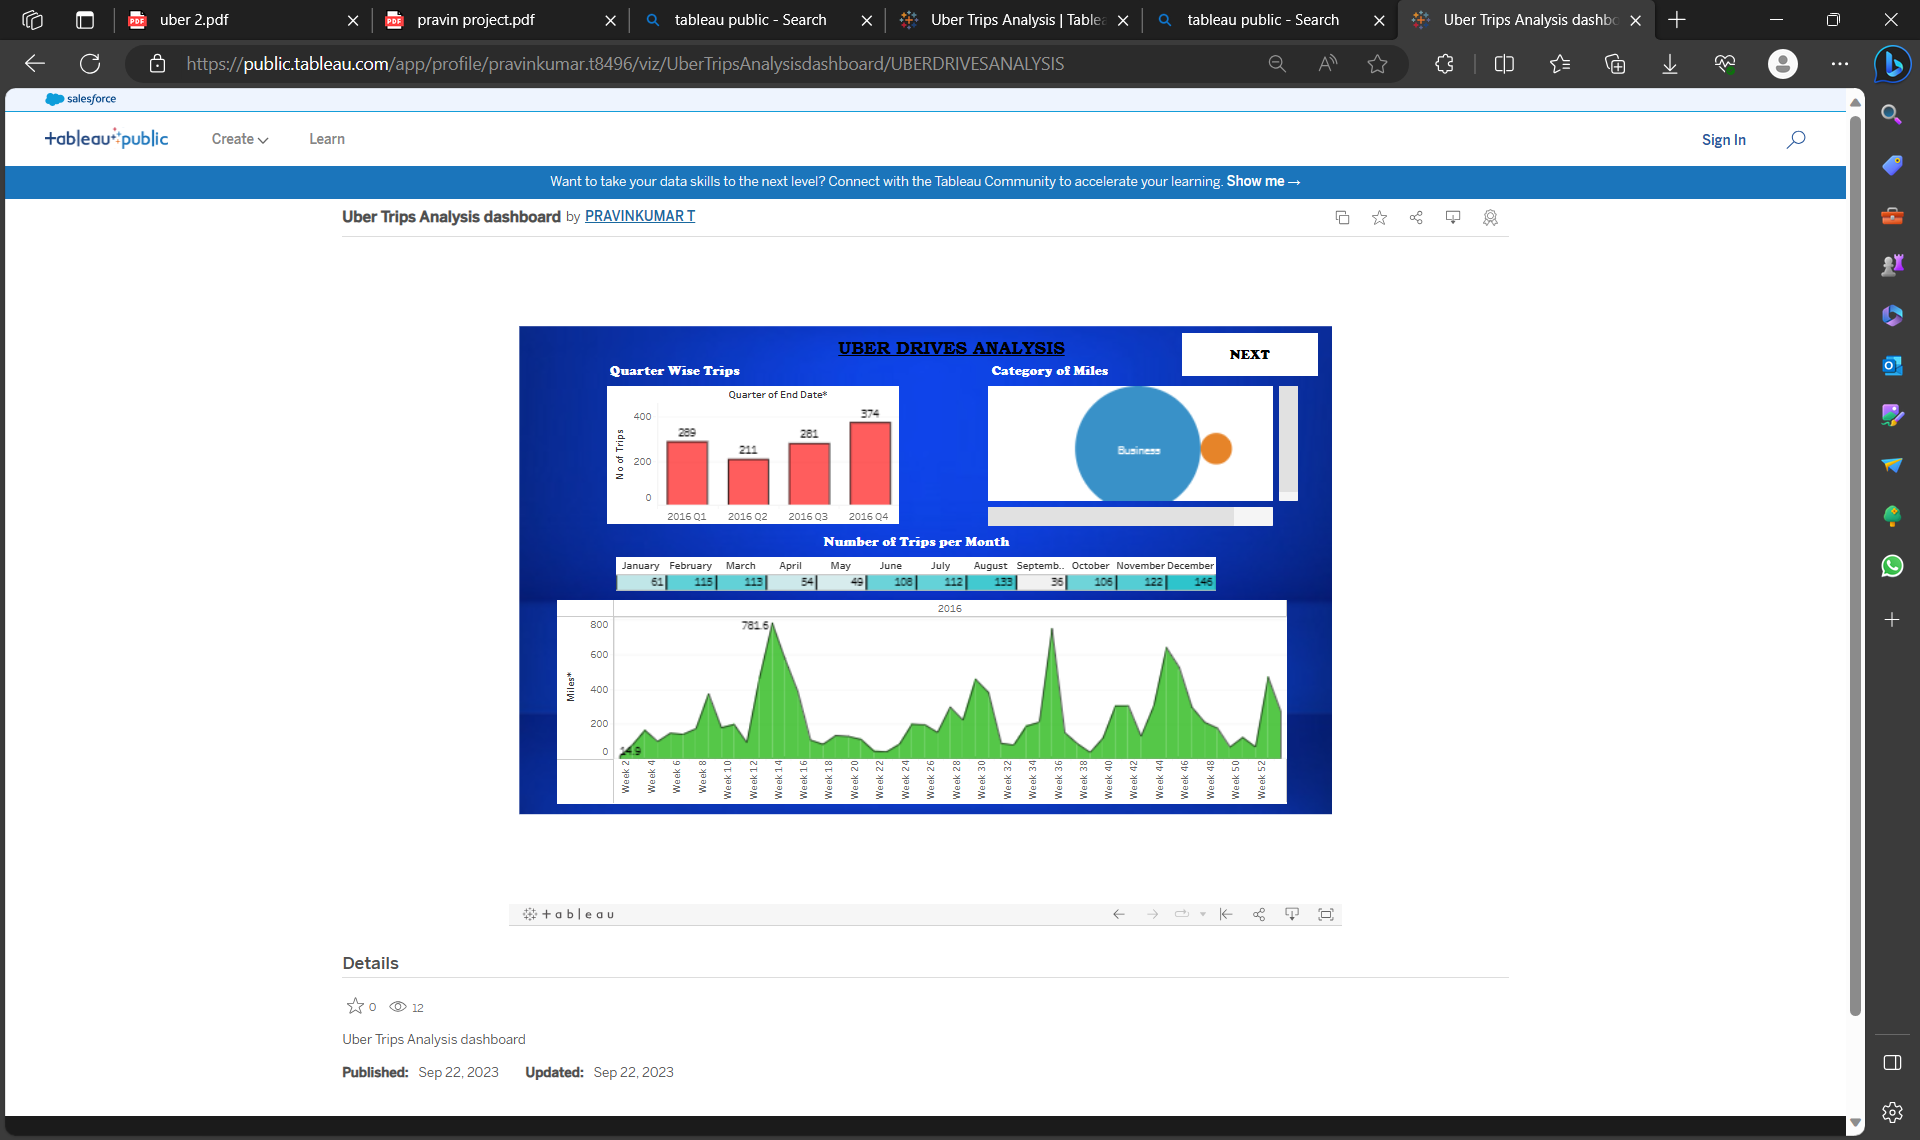 uber 2.pdf
pravin project.pdf
tableau public - Search
Uber Trips Analysis | Tablea
tableau public - Search
Uber Trips Analysis dashbo
https://public.tableau.com/app/profile/pravinkumar.t8496/viz/UberTripsAnalysisdashboard/UBERDRIVESANALYSIS
salesforce
tableau public
Create
Learn
Sign In
Want to take your data skills to the next level? Connect with the Tableau Community to accelerate your learning. Show me →
Uber Trips Analysis dashboard by PRAVINKUMAR T
UBER DRIVES ANALYSIS
NEXT
Quarter Wise Trips
Category of Miles
Quarter of End Date*
No of Trips
400
200
0
289
211
281
374
2016 Q1 2016 Q2 2016 Q3 2016 Q4
Business
Number of Trips per Month
January February March April May June July August Septemb.. October November December
61 115 113 54 49 108 112 133 36 106 122 146
2016
Miles*
800
600
400
200
0
781.6
14.9
Week 2 Week 4 Week 6 Week 8 Week 10 Week 12 Week 14 Week 16 Week 18 Week 20 Week 22 Week 24 Week 26 Week 28 Week 30 Week 32 Week 34 Week 36 Week 38 Week 40 Week 42 Week 44 Week 46 Week 48 Week 50 Week 52
+ableau
Details
0 12
Uber Trips Analysis dashboard
Published: Sep 22, 2023 Updated: Sep 22, 2023